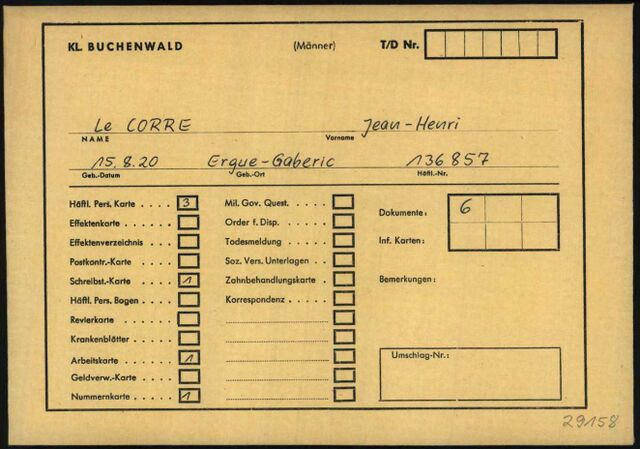 KL. BUCHENWALD (Männer) T/D Nr.
Le CORRE Jean-Henri
NAME Vorname
15.8.20 Ergue-Gaberic 136857
Geb.-Datum Geb.-Ort Häftl.-Nr.
Häftl. Pers. Karte . . . . 3
Effektenkarte . . . . .
Effektenverzeichnis . . .
Postkontr.-Karte . . . .
Schreibst.-Karte . . . . 1
Häftl. Pers. Bogen . . . .
Revierkarte . . . . .
Krankenblätter . . . . .
Arbeitskarte . . . . . 1
Geldverw.-Karte . . . .
Nummernkarte . . . . . 1
Mil. Gov. Quest. . . . .
Order f. Disp. . . . .
Todesmeldung . . . . .
Soz. Vers. Unterlagen . .
Zahnbehandlungskarte .
Korrespondenz . . . .
Dokumente: 6
Inf. Karten:
Bemerkungen:
Umschlag-Nr.:
29158